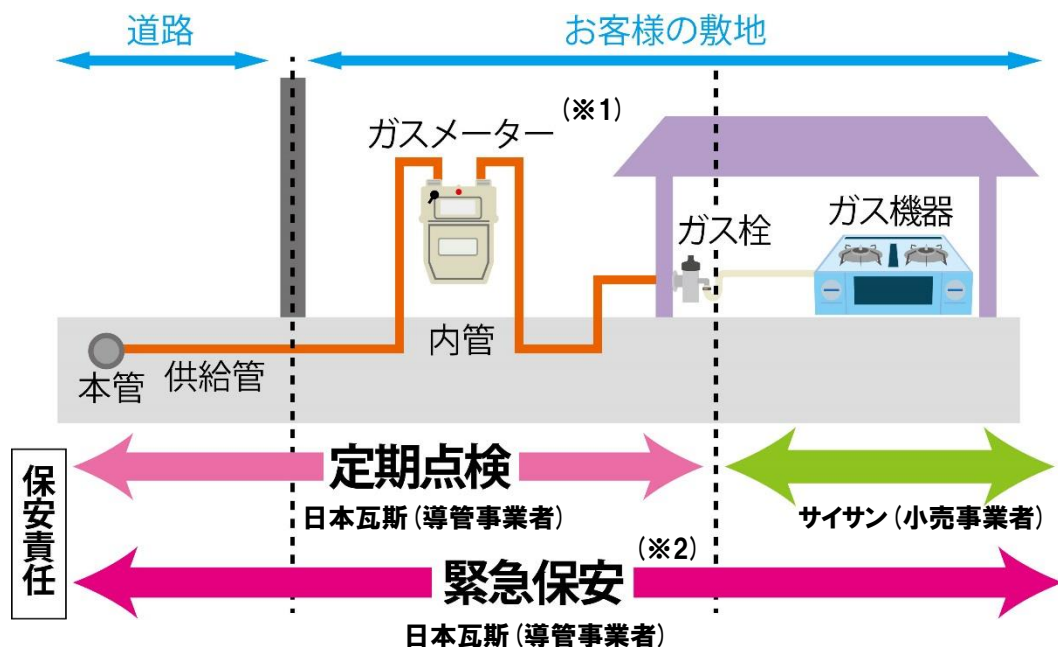 道路
お客様の敷地
ガスメーター(※1)
ガス栓
ガス機器
内管
供給管
本管
保安責任
定期点検
日本瓦斯(導管事業者)
サイサン(小売事業者)
緊急保安(※2)
日本瓦斯(導管事業者)